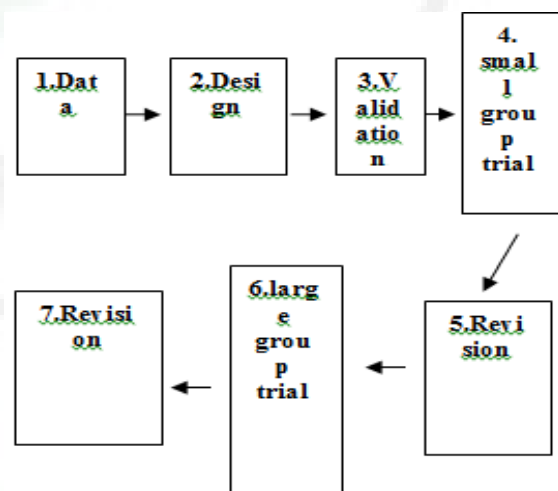 1.Dat
a
2.Desi
gn
3.V
alid
atio
n
4.
smal
l
grou
p
trial
5.Revi
sion
6.larg
e
grou
p
trial
7.Revisi
on